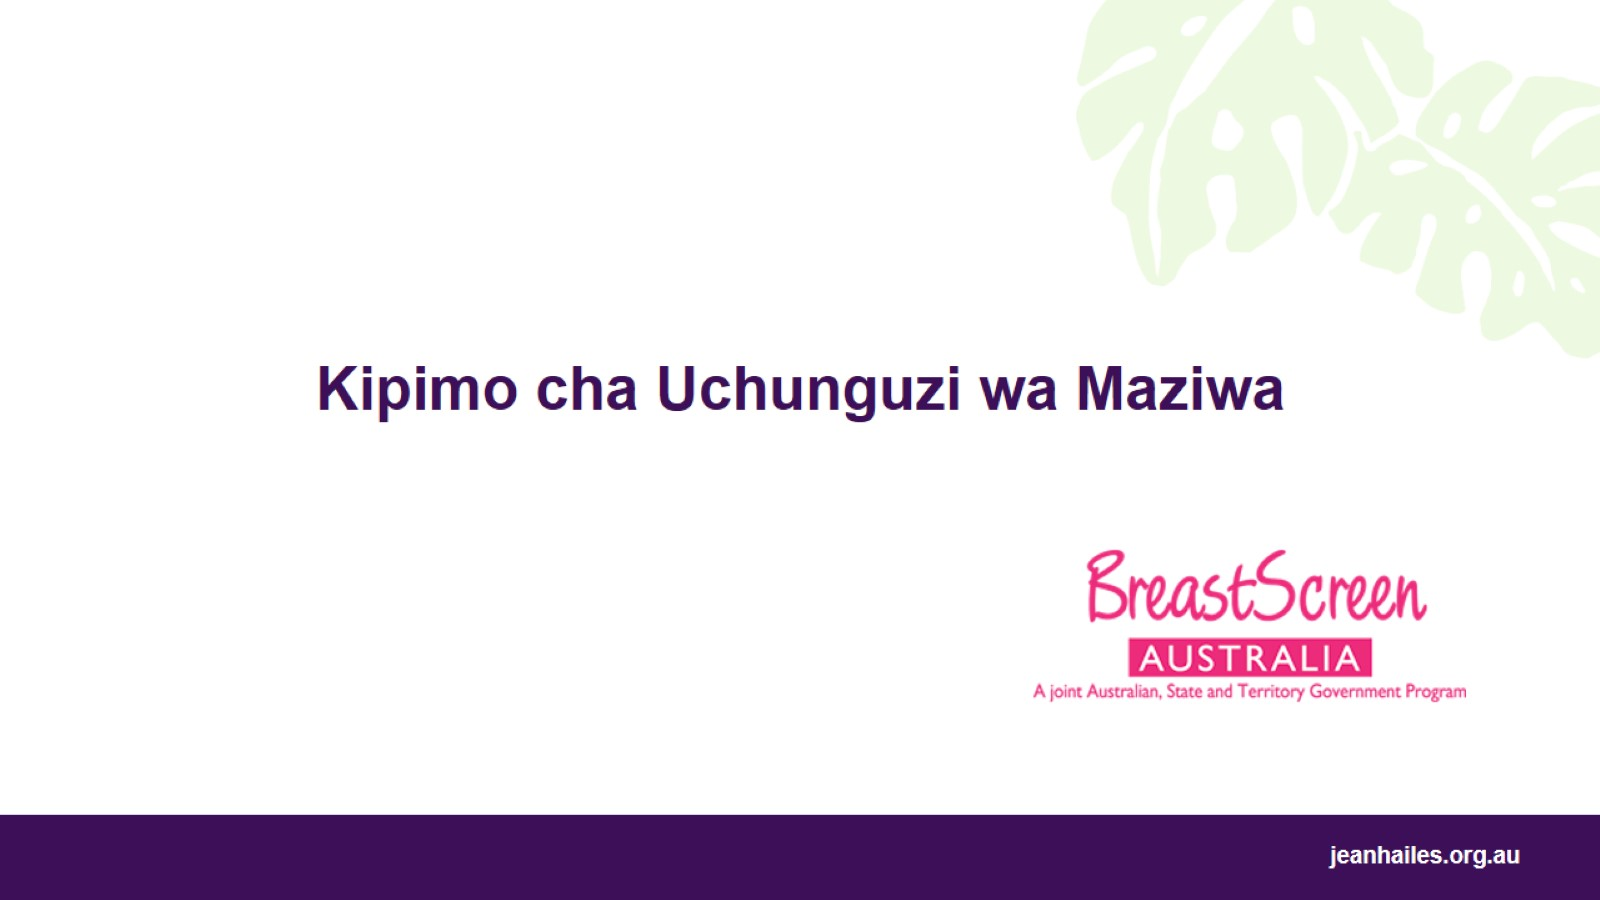 Kipimo cha Uchunguzi wa Maziwa
BreastScreen
AUSTRALIA
A joint Australian, State and Territory Government Program
jeanhailes.org.au